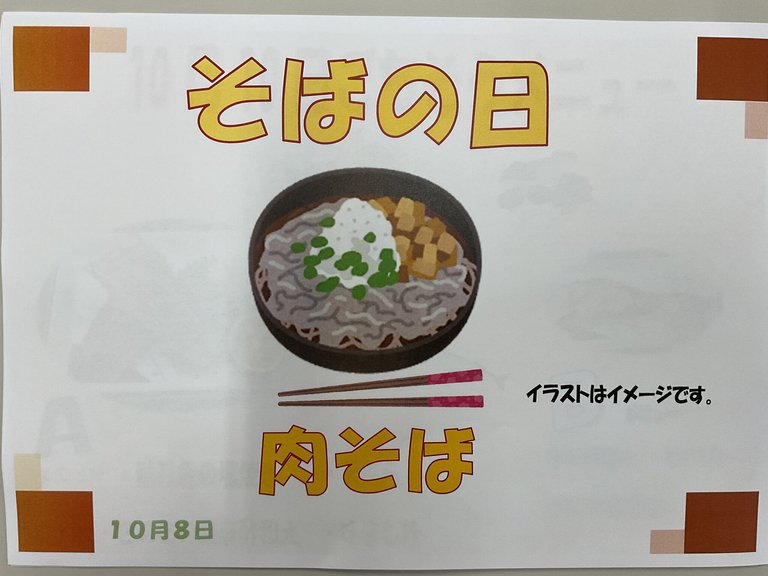 そばの日
イラストはイメージです。
肉そば
10月8日